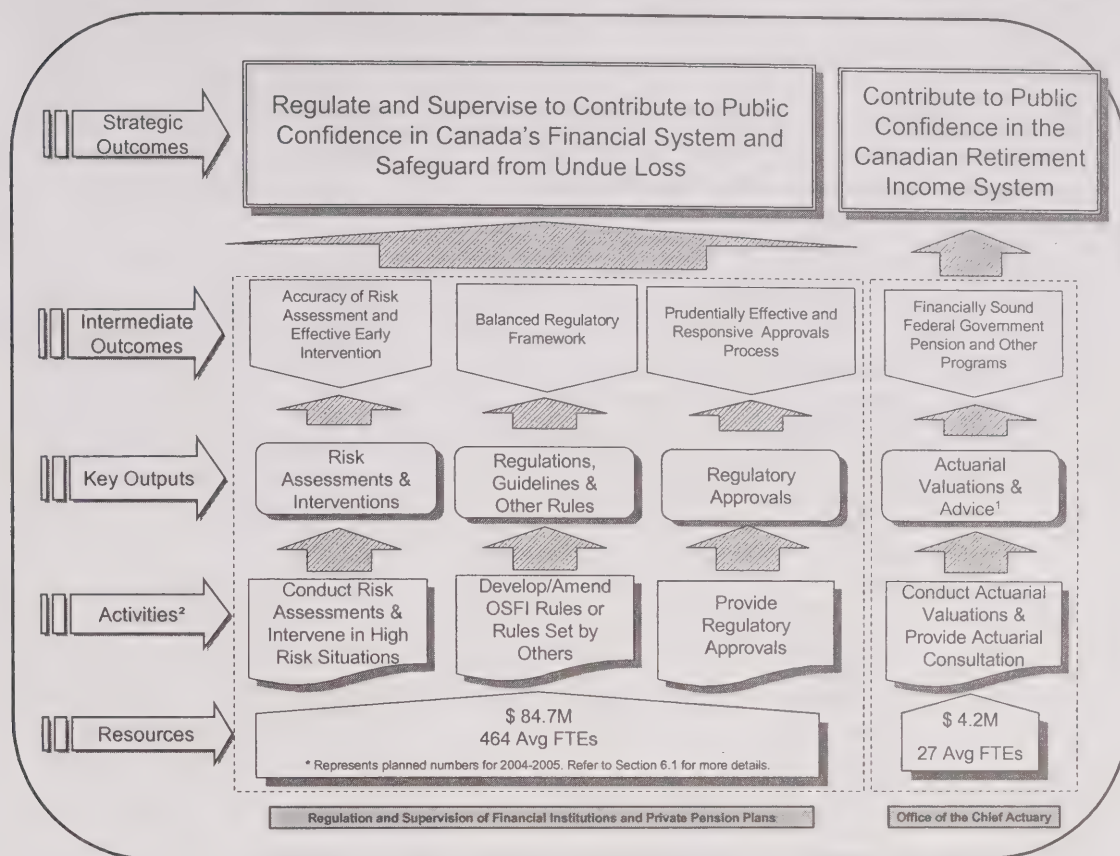 Strategic
Outcomes
Regulate and Supervise to Contribute to Public
Confidence in Canada's Financial System and
Safeguard from Undue Loss
Contribute to Public
Confidence in the
Canadian Retirement
Income System
Intermediate
Outcomes
Accuracy of Risk
Assessment and
Effective Early
Intervention
Balanced Regulatory
Framework
Prudentially Effective and
Responsive Approvals
Process
Financially Sound
Federal Government
Pension and Other
Programs
Key Outputs
Risk
Assessments &
Interventions
Regulations,
Guidelines &
Other Rules
Regulatory
Approvals
Actuarial
Valuations &
Advice¹
Activities²
Conduct Risk
Assessments &
Intervene in High
Risk Situations
Develop/Amend
OSFI Rules or
Rules Set by
Others
Provide
Regulatory
Approvals
Conduct Actuarial
Valuations &
Provide Actuarial
Consultation
Resources
$ 84.7M
464 Avg FTEs
* Represents planned numbers for 2004-2005. Refer to Section 6.1 for more details.
$ 4.2M
27 Avg FTEs
Regulation and Supervision of Financial Institutions and Private Pension Plans
Office of the Chief Actuary